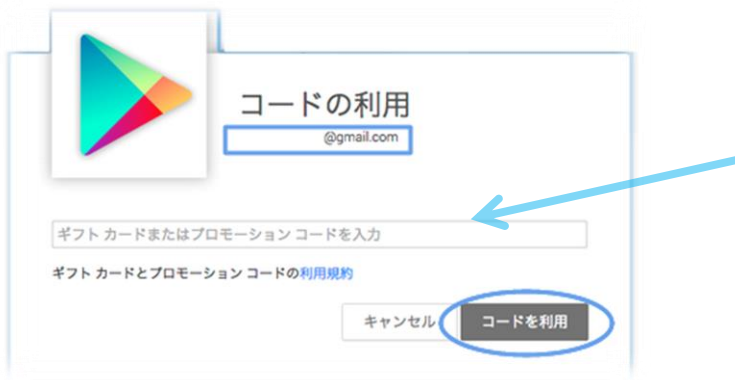 コードの利用
@gmail.com
ギフト カードまたはプロモーション コードを入力
ギフト カードとプロモーション コードの利用規約
キャンセル
コードを利用